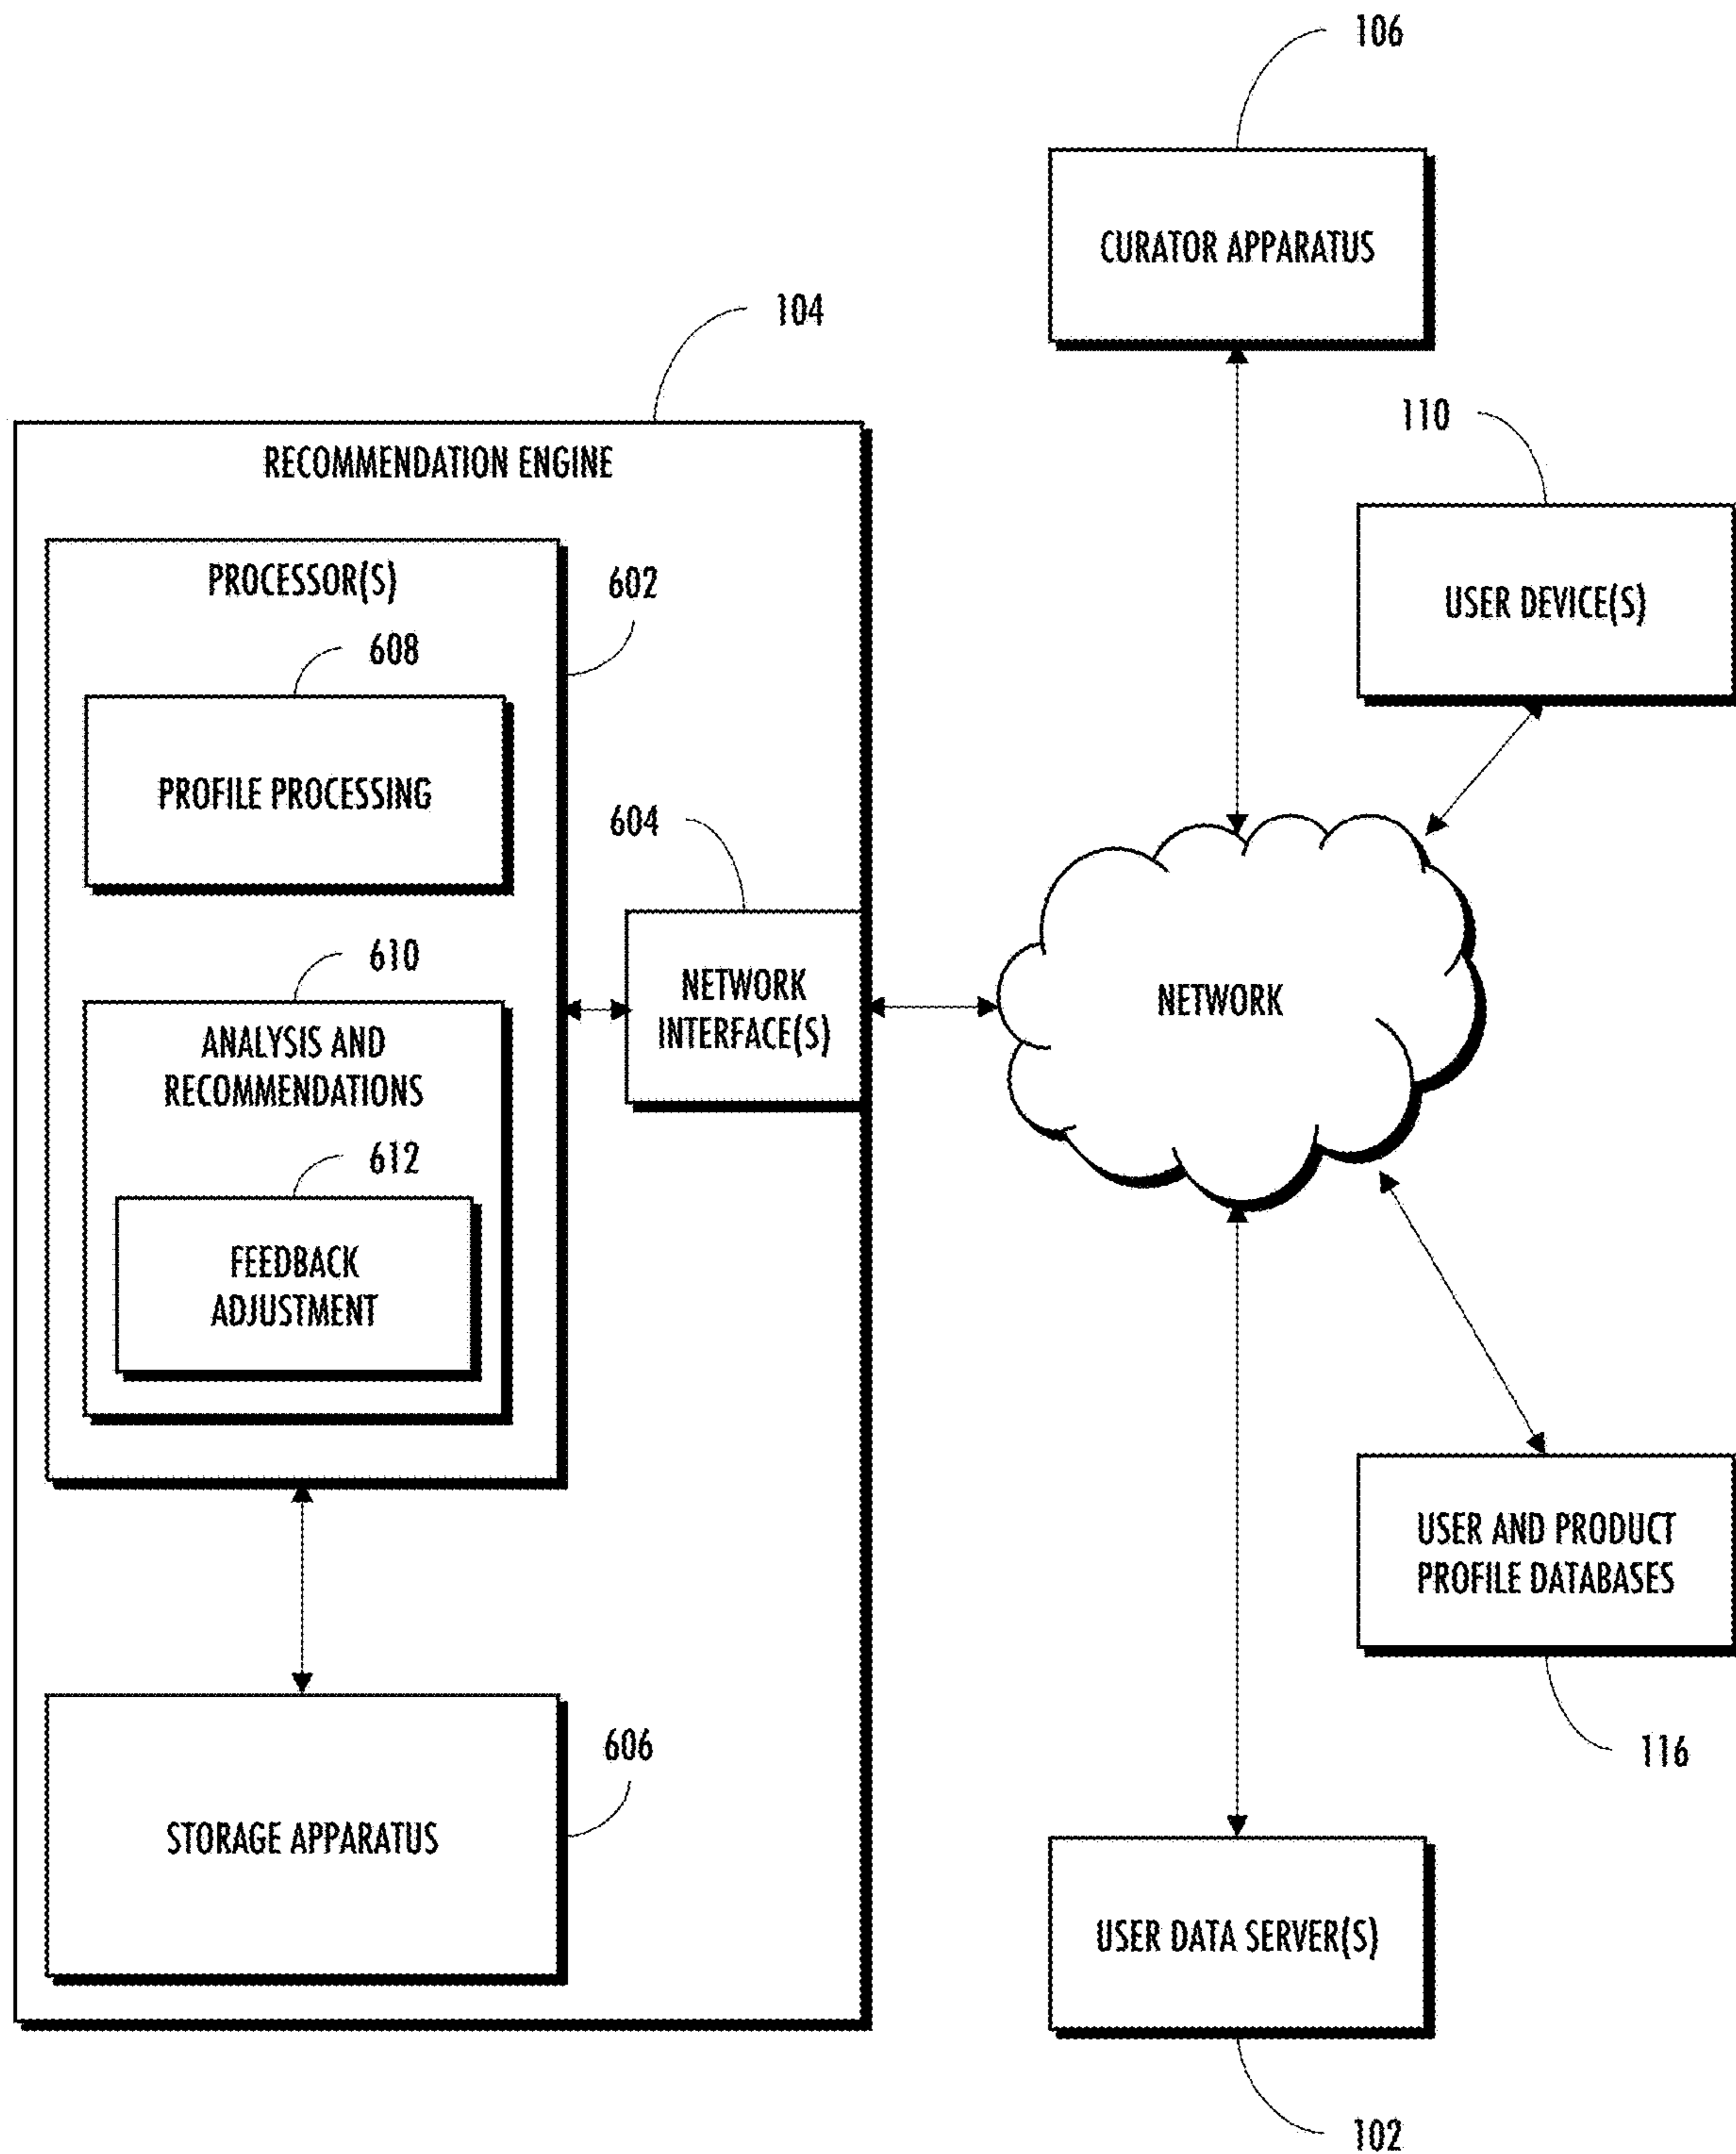 106
CURATOR APPARATUS
104
110
RECOMMENDATION ENGINE
USER DEVICE(S)
PROCESSOR(S)
602
608
PROFILE PROCESSING
604
610
NETWORK
INTERFACE(S)
NETWORK
ANALYSIS AND
RECOMMENDATIONS
612
FEEDBACK
ADJUSTMENT
USER AND PRODUCT
PROFILE DATABASES
116
606
STORAGE APPARATUS
USER DATA SERVER(S)
102